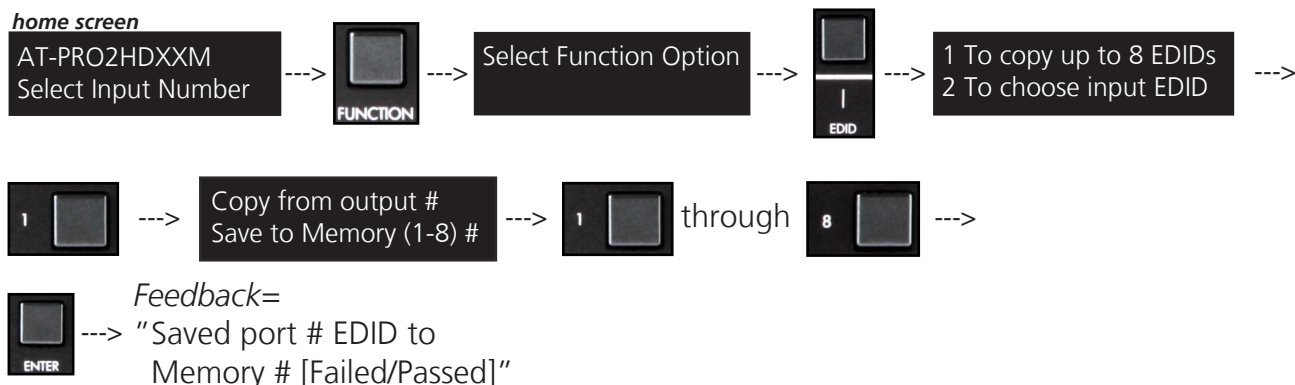 home screen
AT-PRO2HDXXM
Select Input Number
--->
FUNCTION
--->
Select Function Option
--->
|
EDID
--->
1 To copy up to 8 EDIDs
2 To choose input EDID
--->
1
--->
Copy from output #
Save to Memory (1-8) #
--->
1
through
8
--->
ENTER
--->
Feedback=
"Saved port # EDID to
Memory # [Failed/Passed]"